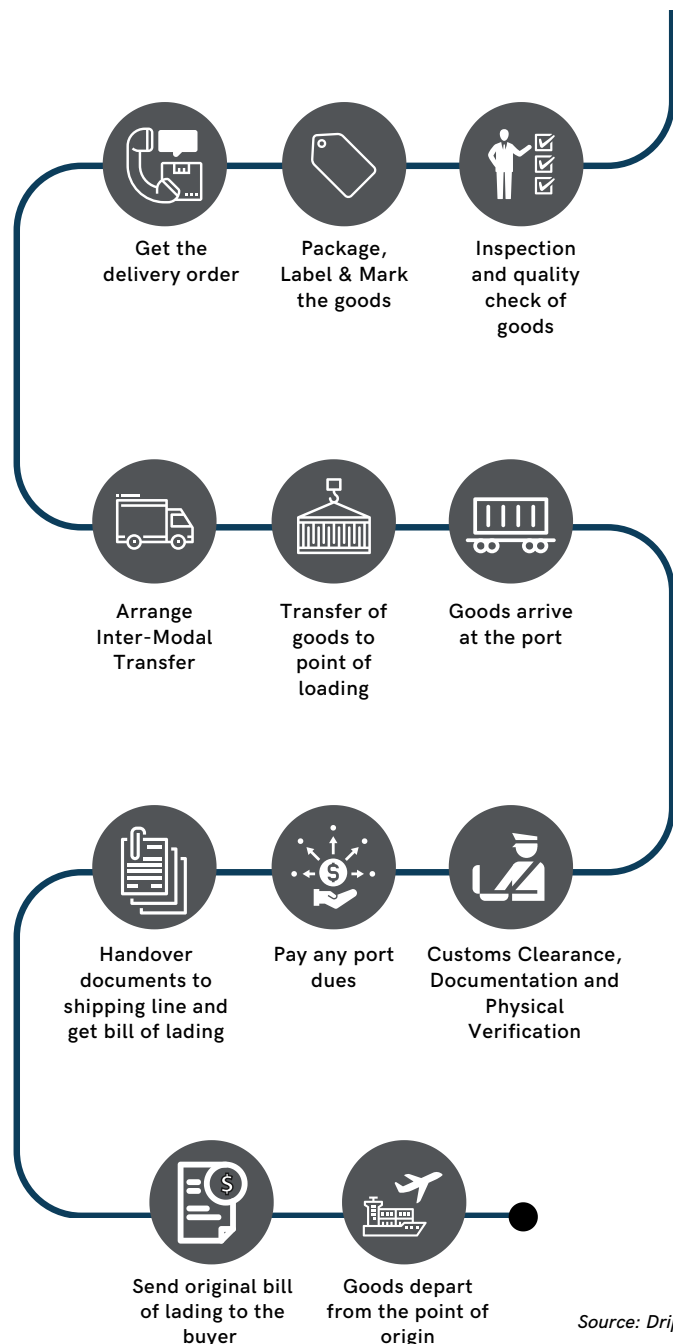 Get the
delivery order
Package,
Label & Mark
the goods
Inspection
and quality
check of
goods
Arrange
Inter-Modal
Transfer
Transfer of
goods to
point of
loading
Goods arrive
at the port
Handover
documents to
shipping line and
get bill of lading
Pay any port
dues
Customs Clearance,
Documentation and
Physical
Verification
$
$
Send original bill
of lading to the
buyer
Goods depart
from the point of
origin
Source: